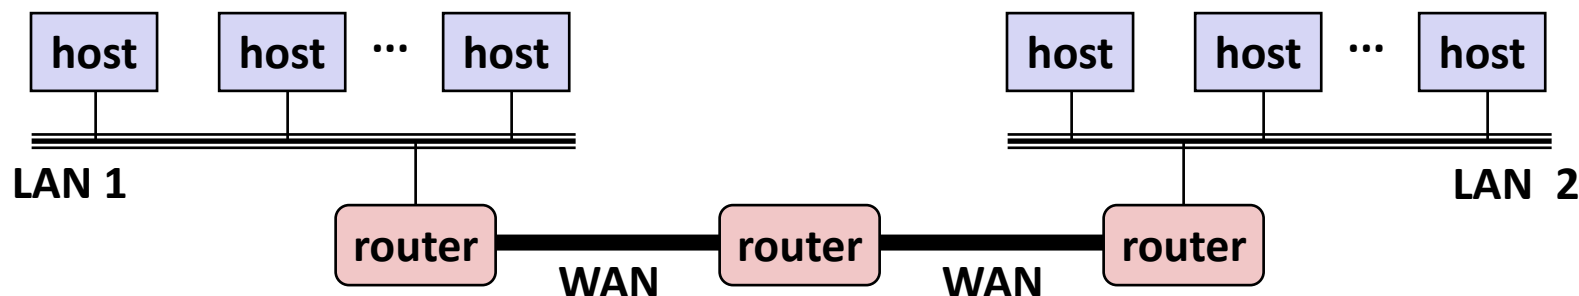 host host ... host host host ... host
LAN 1 LAN 2
router router router
WAN WAN